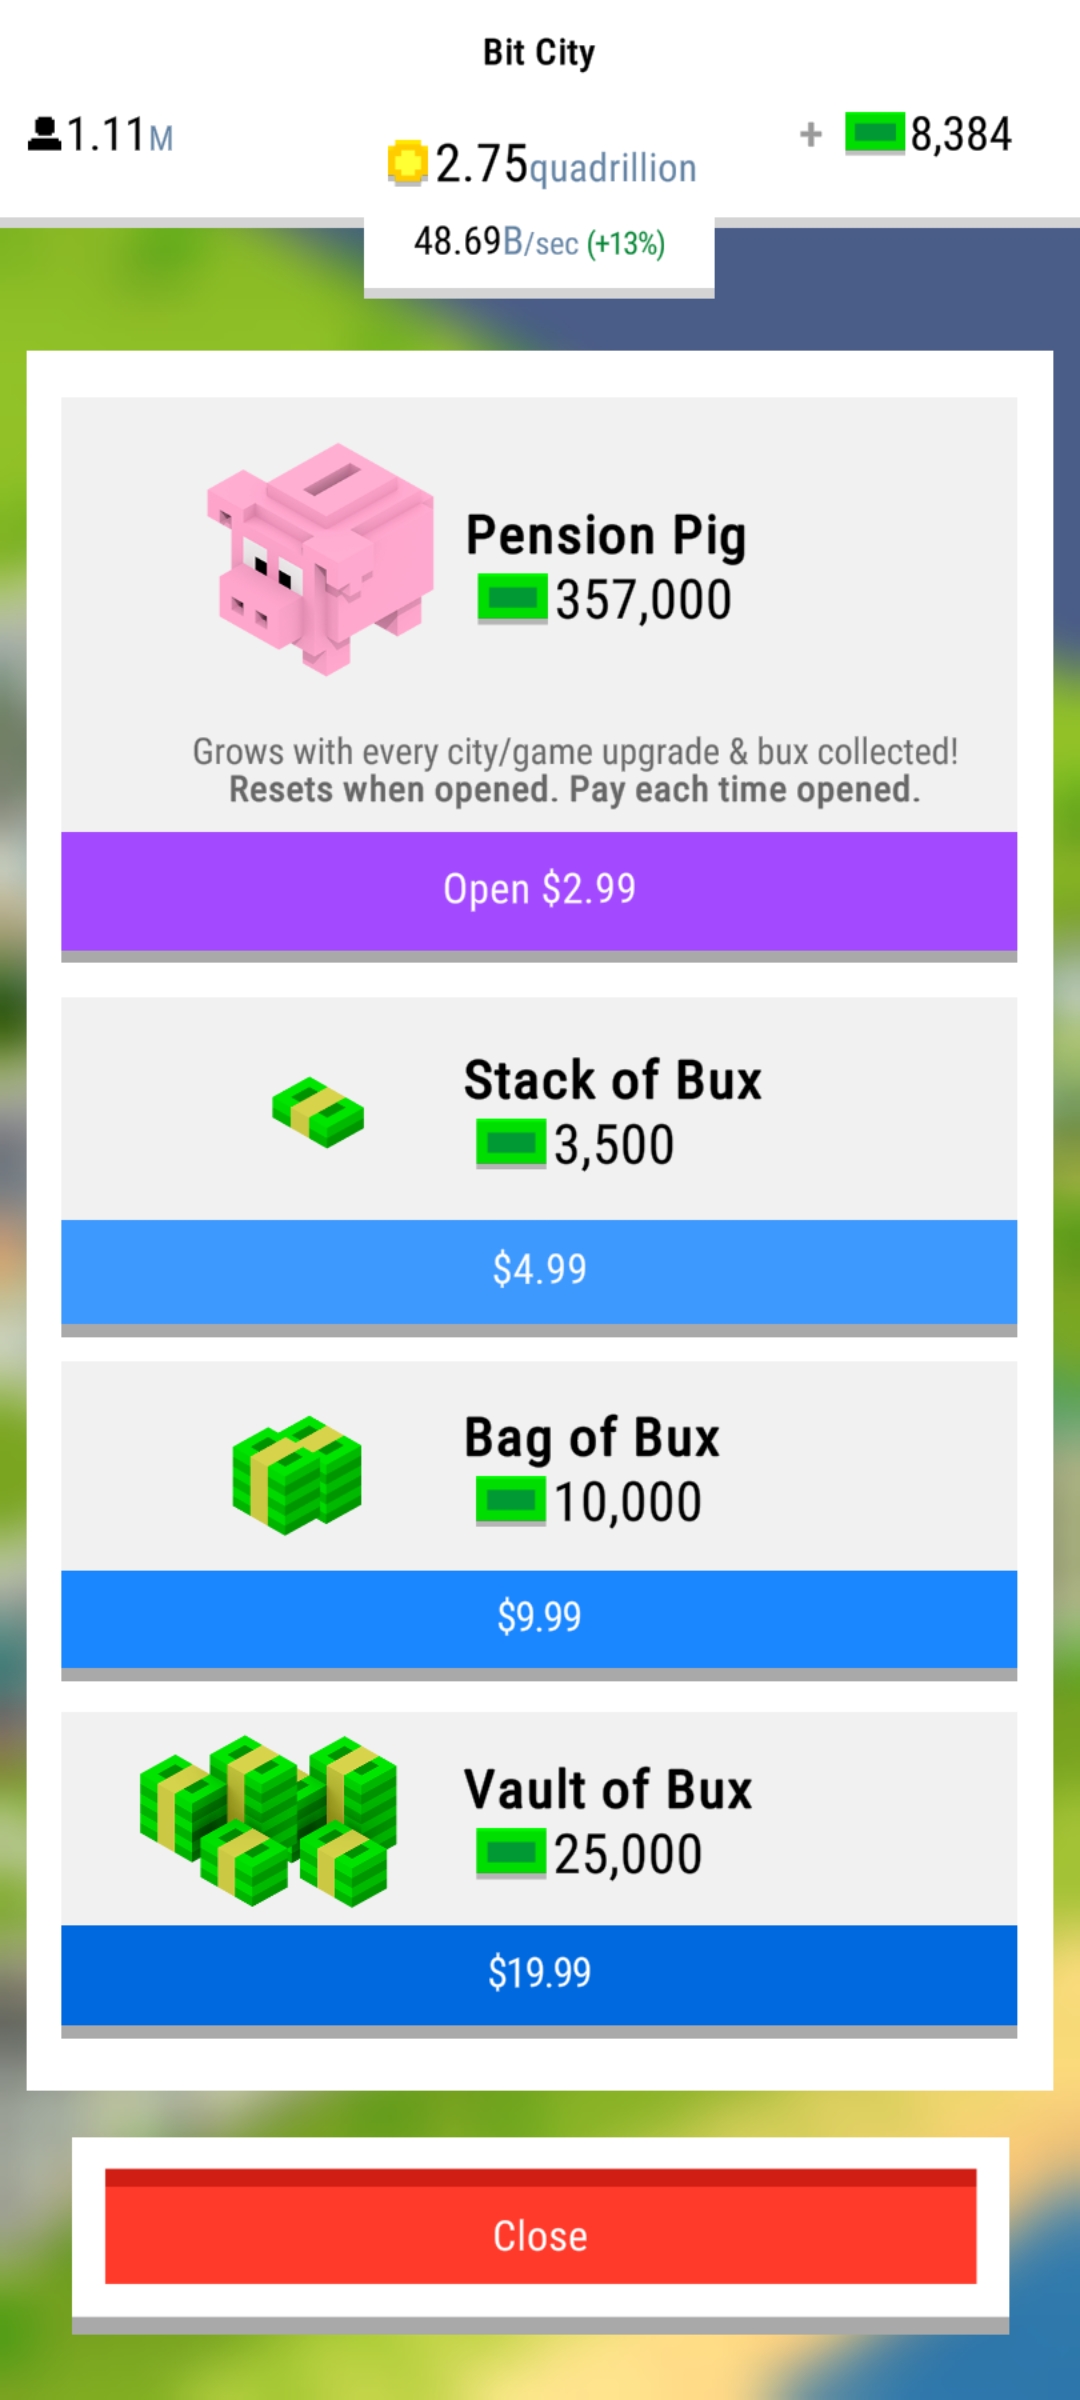 Bit City
1.11M
+ 8,384
2.75quadrillion
48.69B/sec (+13%)
Pension Pig
357,000
Grows with every city/game upgrade & bux collected!
Resets when opened. Pay each time opened.
Open $2.99
Stack of Bux
3,500
$4.99
Bag of Bux
10,000
$9.99
Vault of Bux
25,000
$19.99
Close